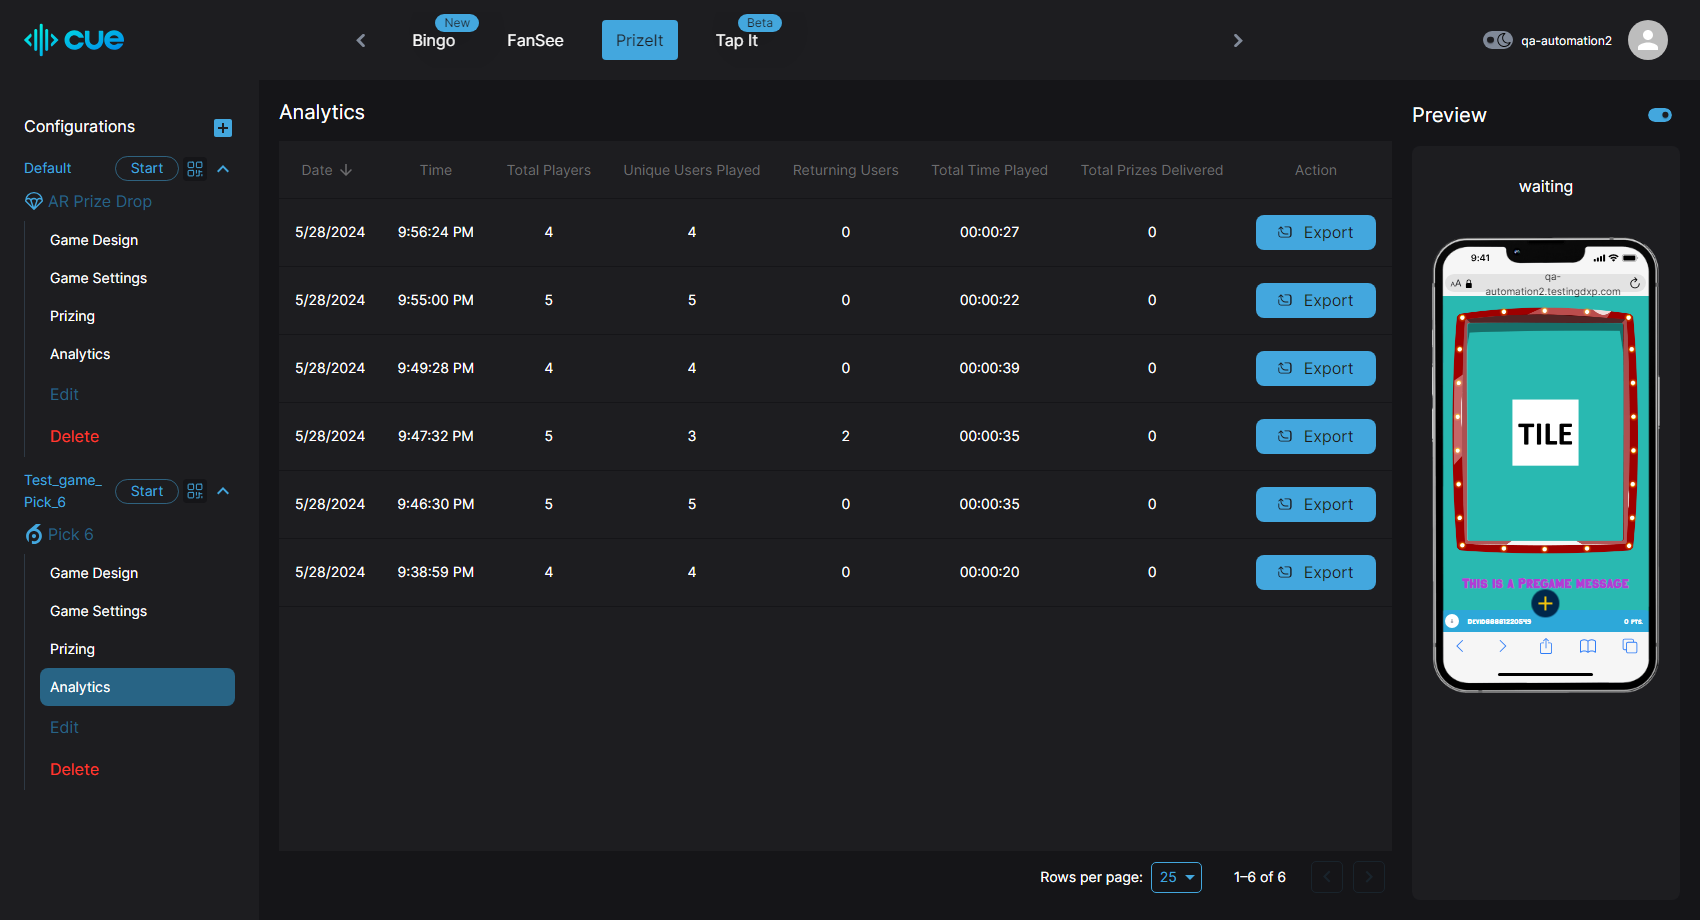 cue
New
Bingo
FanSee
PrizeIt
Beta
Tap It
qa-automation2
Configurations
Default
Start
AR Prize Drop
Game Design
Game Settings
Prizing
Analytics
Edit
Delete
Test_game_
Pick_6
Start
Pick 6
Game Design
Game Settings
Prizing
Analytics
Edit
Delete
Analytics
Date Time Total Players Unique Users Played Returning Users Total Time Played Total Prizes Delivered Action
5/28/2024 9:56:24 PM 4 4 0 00:00:27 0 Export
5/28/2024 9:55:00 PM 5 5 0 00:00:22 0 Export
5/28/2024 9:49:28 PM 4 4 0 00:00:39 0 Export
5/28/2024 9:47:32 PM 5 3 2 00:00:35 0 Export
5/28/2024 9:46:30 PM 5 5 0 00:00:35 0 Export
5/28/2024 9:38:59 PM 4 4 0 00:00:20 0 Export
Rows per page: 25 1–6 of 6
Preview
waiting
9:41
AA
qa-
automation2.testingdxp.com
TILE
THIS IS A PREGAME MESSAGE
0 PTS.